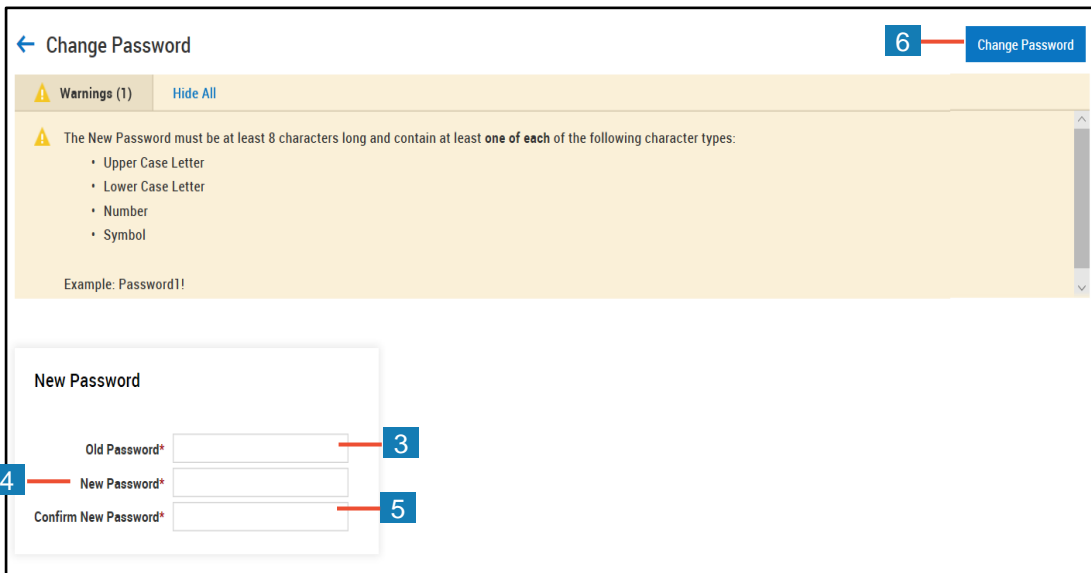 ← Change Password
6
Change Password
Warnings (1) Hide All
The New Password must be at least 8 characters long and contain at least one of each of the following character types:
• Upper Case Letter
• Lower Case Letter
• Number
• Symbol
Example: Password1!
New Password
Old Password*
3
4
New Password*
Confirm New Password*
5